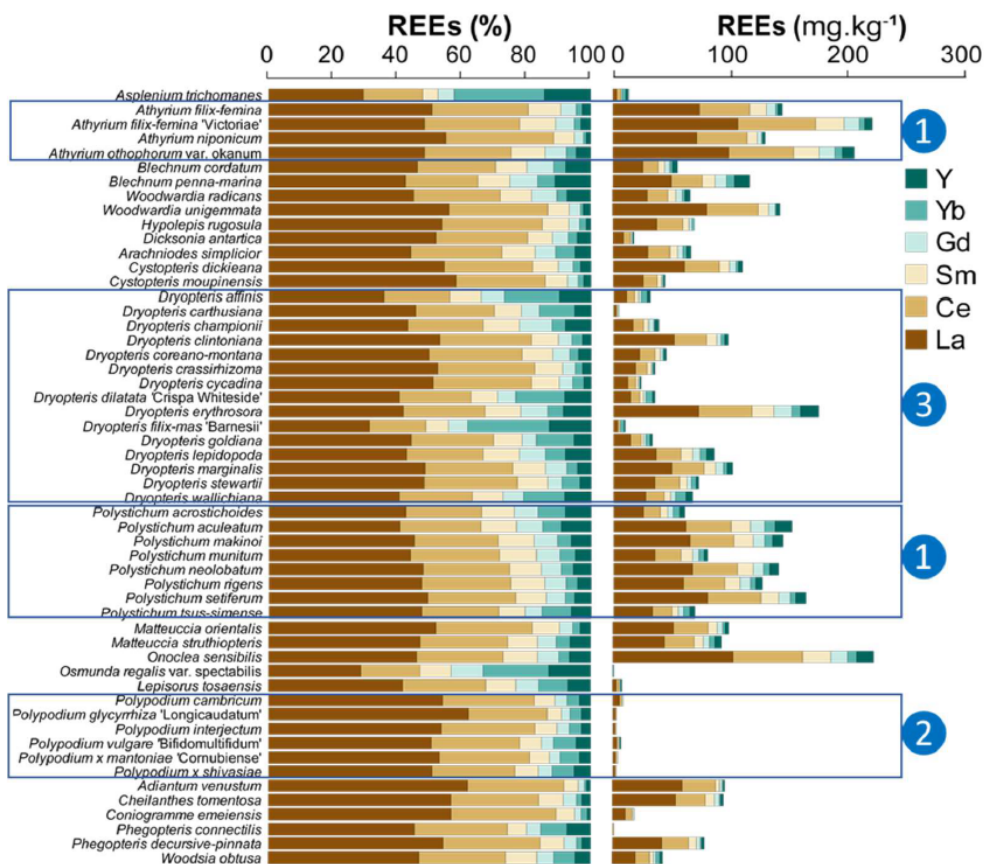 REEs (%)
REEs (mg.kg⁻¹)
0 20 40 60 80 100
0 100 200 300
Asplenium trichomanes
Athyrium filix-femina
Athyrium filix-femina 'Victoriae'
Athyrium niponicum
Athyrium othophorum var. okanum
1
Blechnum cordatum
Blechnum penna-marina
Woodwardia radicans
Woodwardia unigemmata
Hypolepis rugosula
Dicksonia antartica
Arachniodes simplicior
Cystopteris dickieana
Cystopteris moupinensis
Y
Yb
Gd
Sm
Ce
La
Dryopteris affinis
Dryopteris carthusiana
Dryopteris championii
Dryopteris clintoniana
Dryopteris coreano-montana
Dryopteris crassirhizoma
Dryopteris cycadina
Dryopteris dilatata 'Crispa Whiteside'
Dryopteris erythrosora
Dryopteris filix-mas 'Barnesii'
Dryopteris goldiana
Dryopteris lepidopoda
Dryopteris marginalis
Dryopteris stewartii
Dryopteris wallichiana
3
Polystichum acrostichoides
Polystichum aculeatum
Polystichum makinoi
Polystichum munitum
Polystichum neolobatum
Polystichum rigens
Polystichum setiferum
Polystichum tsus-simense
1
Matteuccia orientalis
Matteuccia struthiopteris
Onoclea sensibilis
Osmunda regalis var. spectabilis
Lepisorus tosaensis
Polypodium cambricum
Polypodium glycyrrhiza 'Longicaudatum'
Polypodium interjectum
Polypodium vulgare 'Bifidomultifidum'
Polypodium x mantoniae 'Cornubiense'
Polypodium x shivasiae
2
Adiantum venustum
Cheilanthes tomentosa
Coniogramme emeiensis
Phegopteris connectilis
Phegopteris decursive-pinnata
Woodsia obtusa